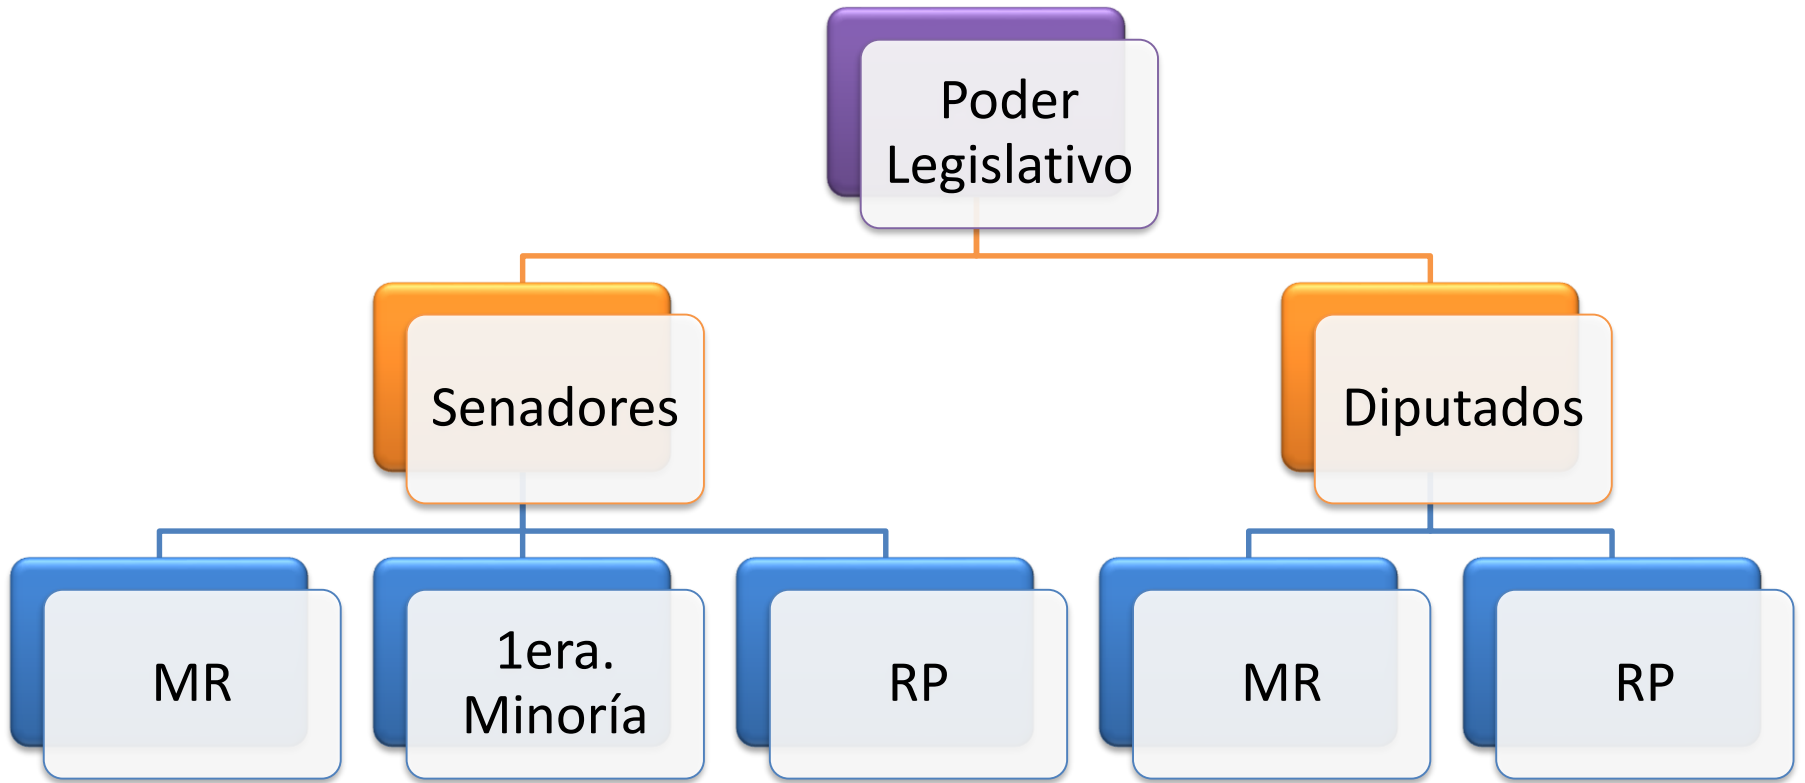 Poder
Legislativo
Senadores
Diputados
MR
1era.
Minoría
RP
MR
RP